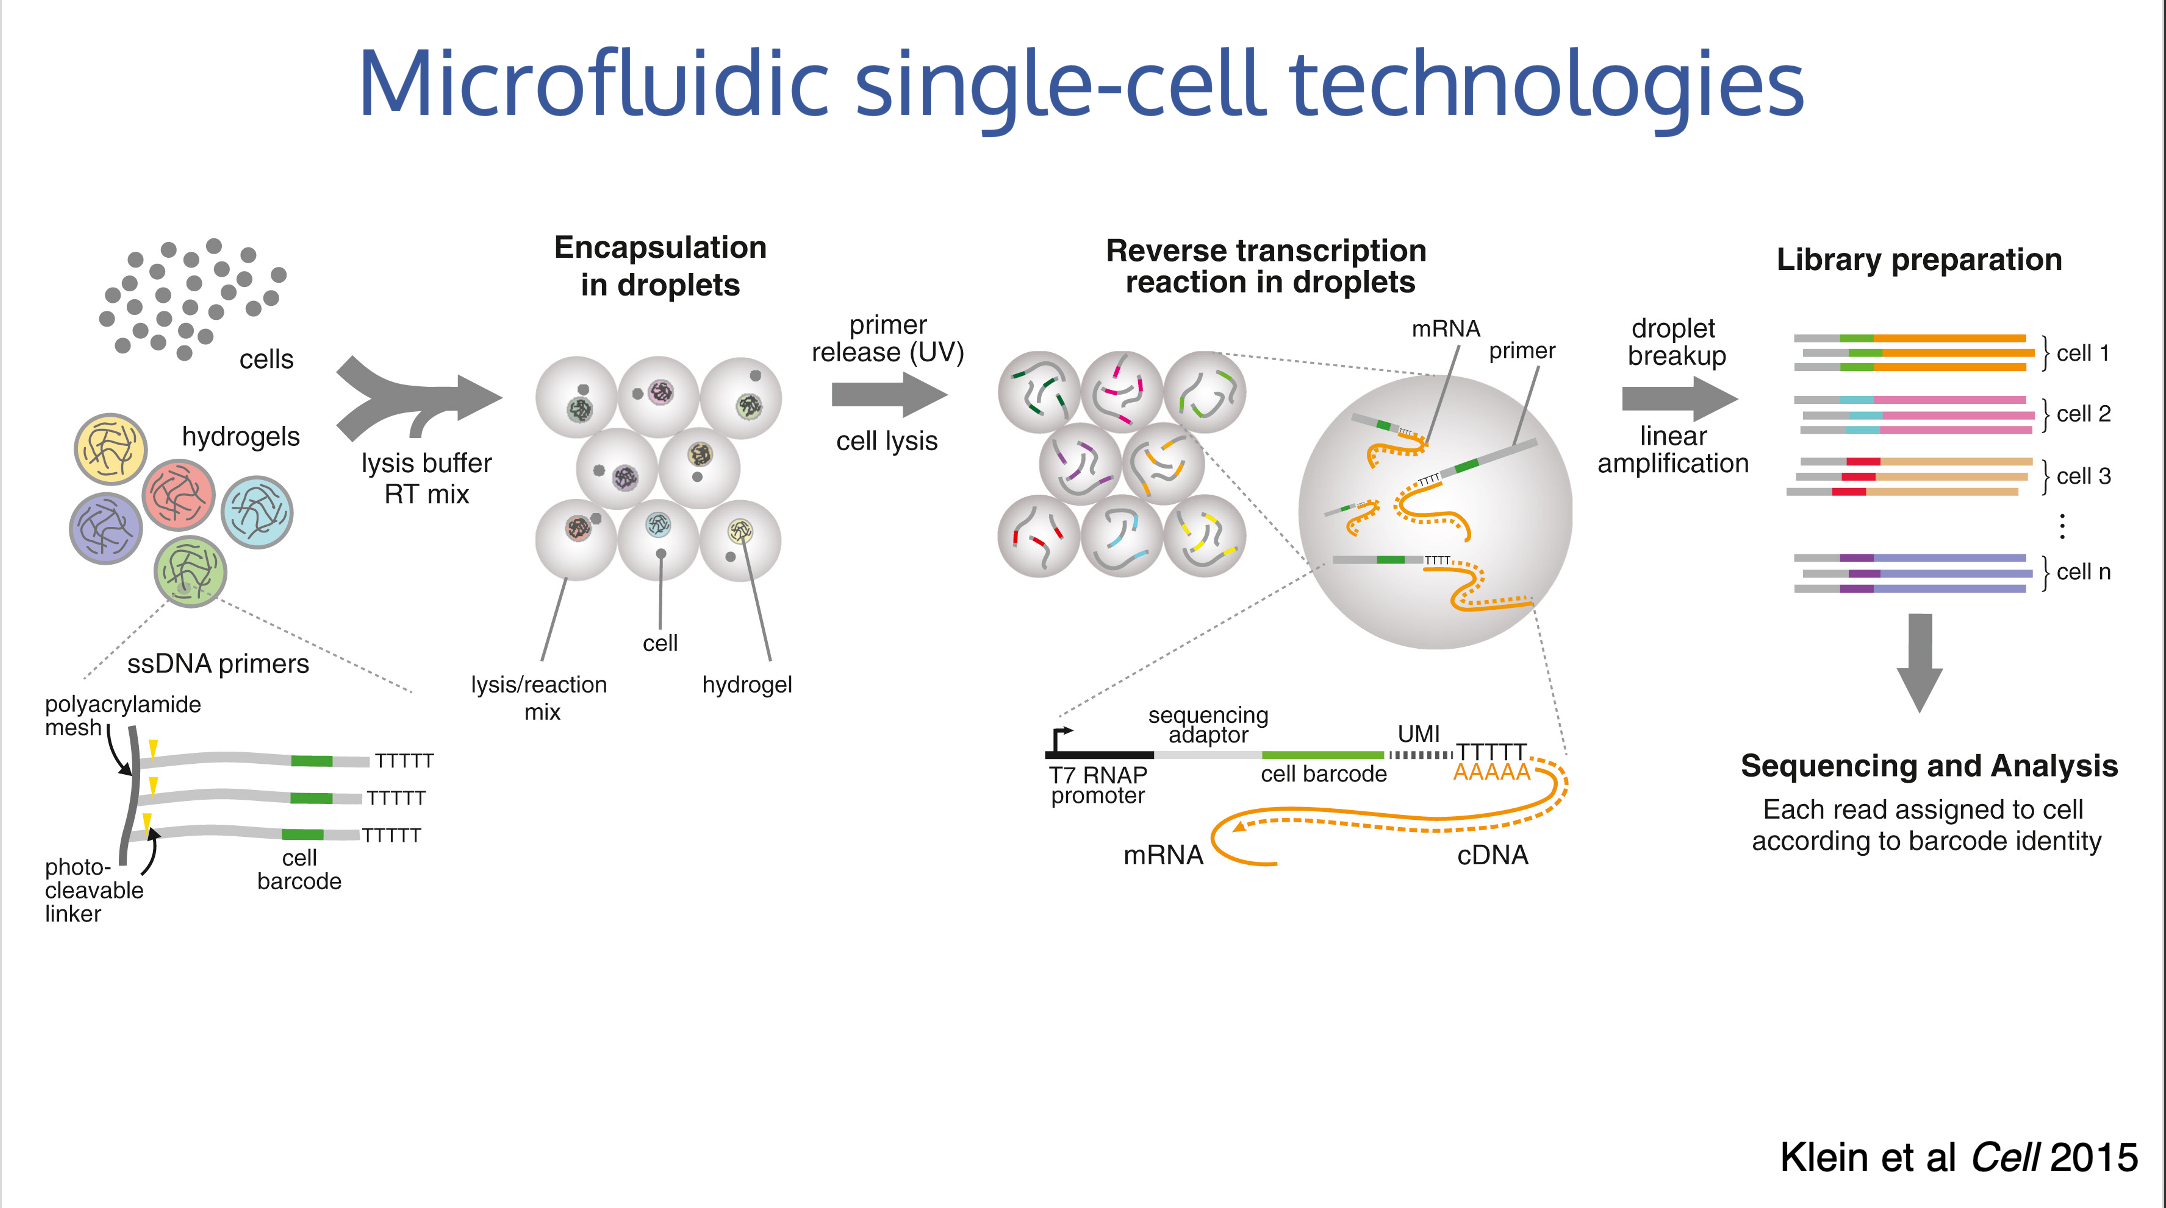 Microfluidic single-cell technologies
cells
hydrogels
lysis buffer
RT mix
ssDNA primers
polyacrylamide
mesh
TTTTT
TTTTT
TTTTT
cell
barcode
photo-
cleavable
linker
Encapsulation
in droplets
cell
lysis/reaction
mix
hydrogel
primer
release (UV)
cell lysis
Reverse transcription
reaction in droplets
mRNA
primer
TTTT
TTTT
TTTT
TTTT
sequencing
adaptor
UMI
TTTTT
AAAAA
T7 RNAP
promoter
cell barcode
mRNA
cDNA
droplet
breakup
linear
amplification
Library preparation
cell 1
cell 2
cell 3
cell n
Sequencing and Analysis
Each read assigned to cell
according to barcode identity
Klein et al Cell 2015